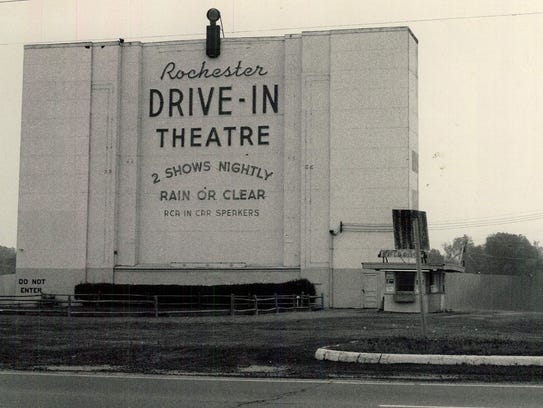 Rochester
DRIVE-IN
THEATRE
2 SHOWS NIGHTLY
RAIN OR CLEAR
RCA IN CAR SPEAKERS
DO NOT
ENTER